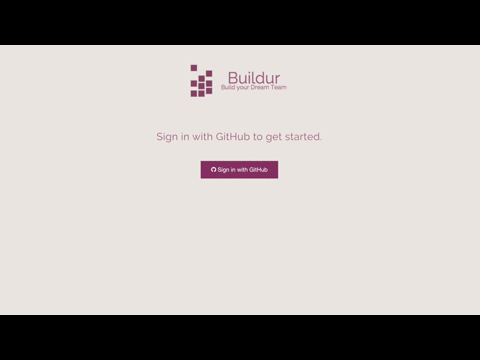 Buildur
Build your Dream Team
Sign in with GitHub to get started.
Sign in with GitHub